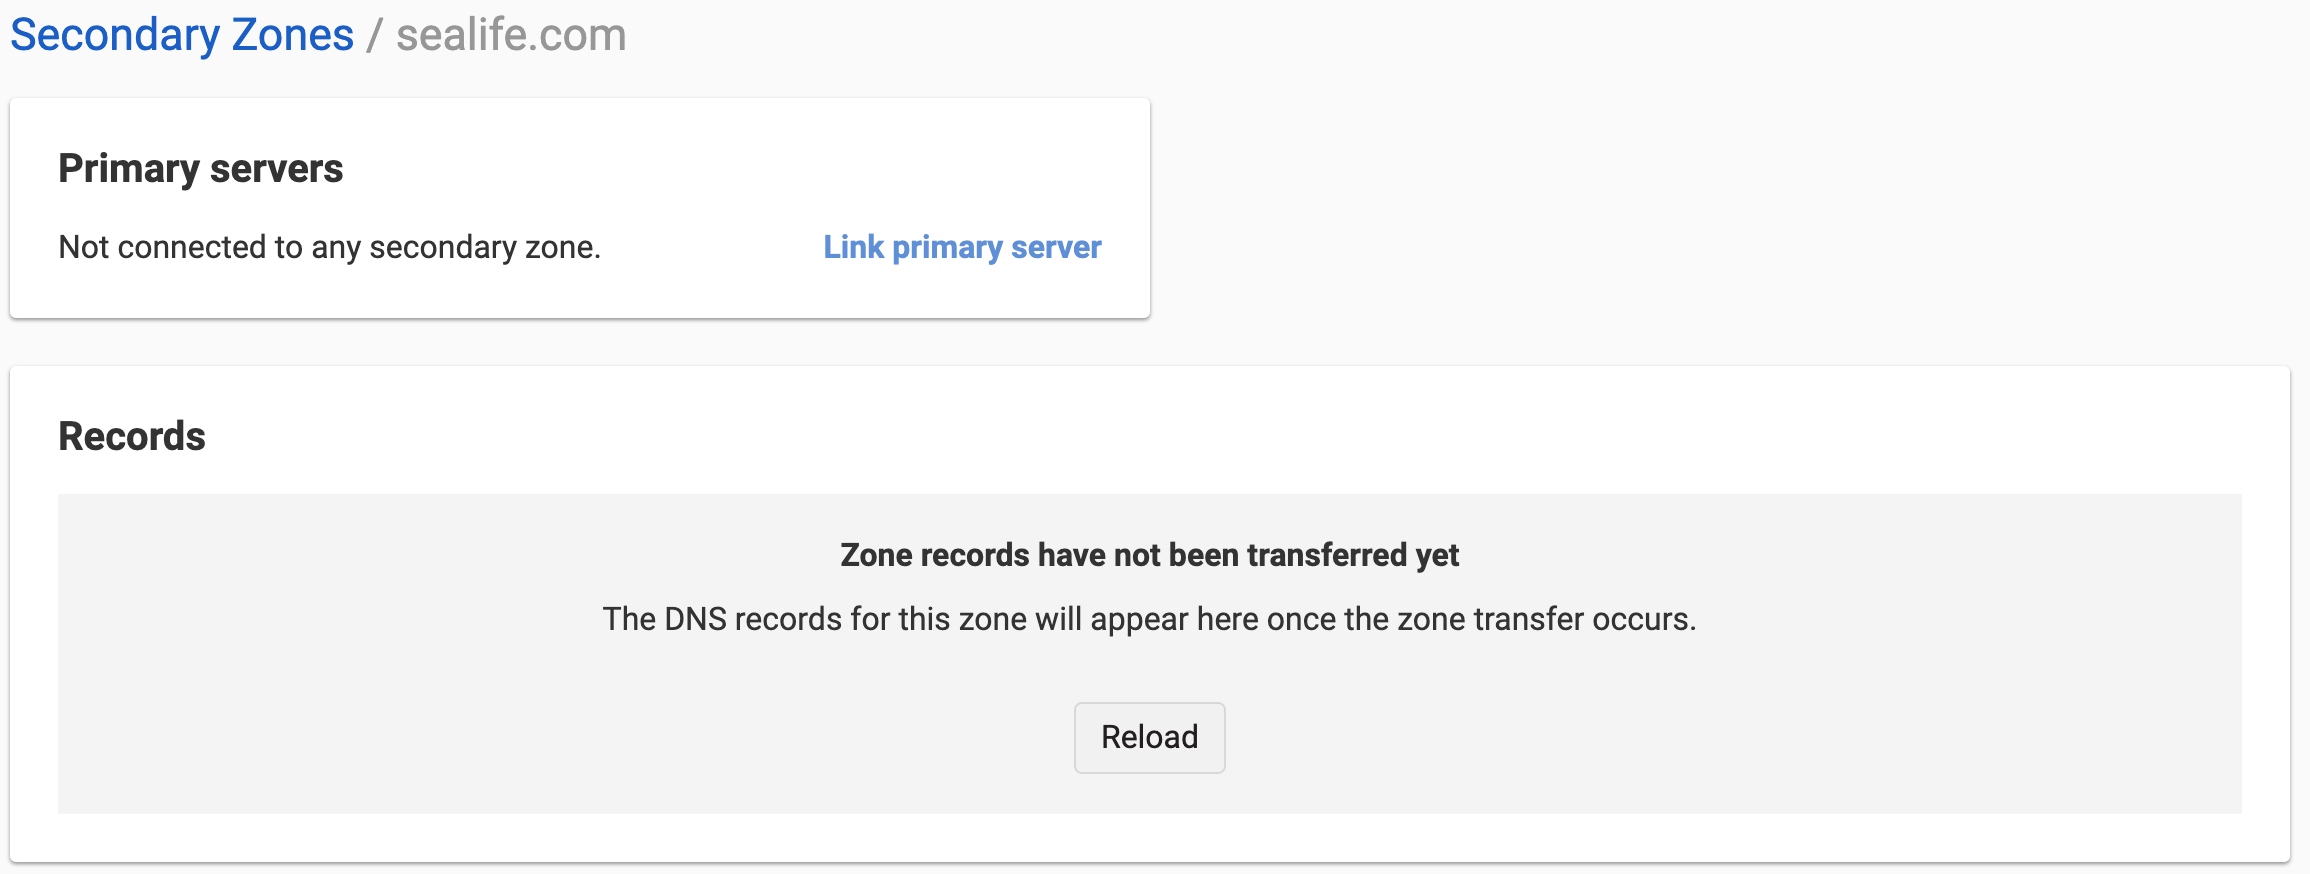 Secondary Zones / sealife.com
Primary servers
Not connected to any secondary zone. Link primary server
Records
Zone records have not been transferred yet
The DNS records for this zone will appear here once the zone transfer occurs.
Reload